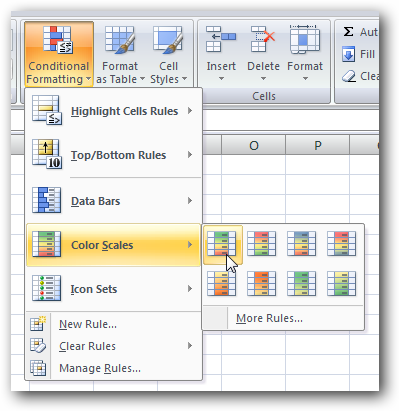 Conditional Formatting
Format as Table
Cell Styles
Insert
Delete
Format
Σ Aut
Fill
Clea
Cells
Highlight Cells Rules
Top/Bottom Rules
10
Data Bars
O P
Color Scales
Icon Sets
More Rules...
New Rule...
Clear Rules
Manage Rules...